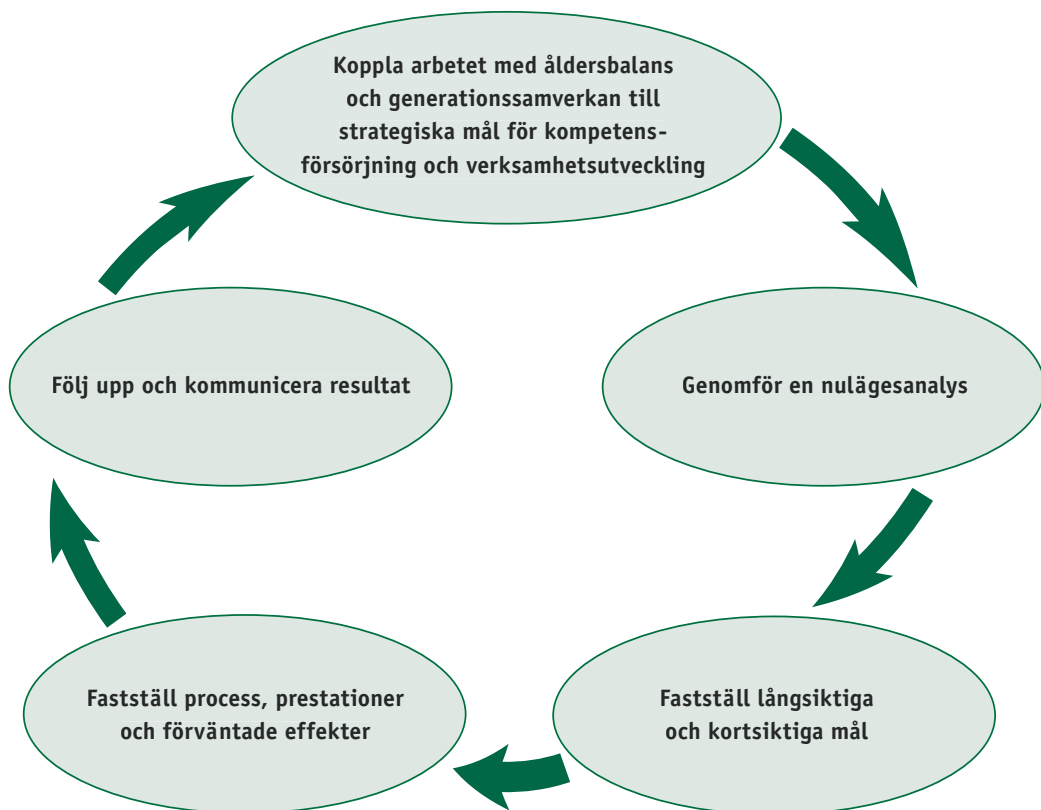 Koppla arbetet med åldersbalans
och generationssamverkan till
strategiska mål för kompetens-
försörjning och verksamhetsutveckling
Genomför en nulägesanalys
Fastställ långsiktiga
och kortsiktiga mål
Fastställ process, prestationer
och förväntade effekter
Följ upp och kommunicera resultat